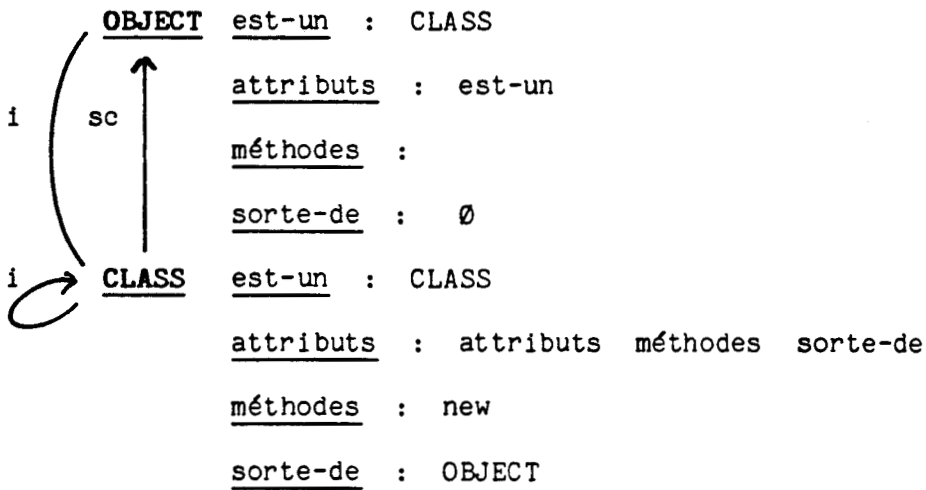 OBJECT est-un : CLASS
attributs : est-un
i sc méthodes :
sorte-de : Ø
i CLASS est-un : CLASS
attributs : attributs méthodes sorte-de
méthodes : new
sorte-de : OBJECT